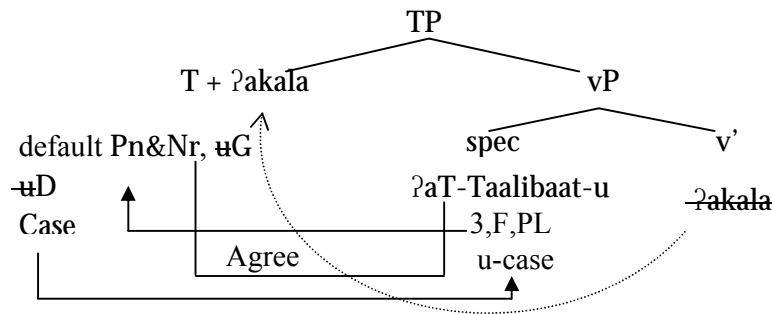 TP
T + ʔakala vP
default Pn&Nr, uG spec v'
uD ʔaT-Taalibaat-u ʔakala
Case 3,F,PL
Agree u-case